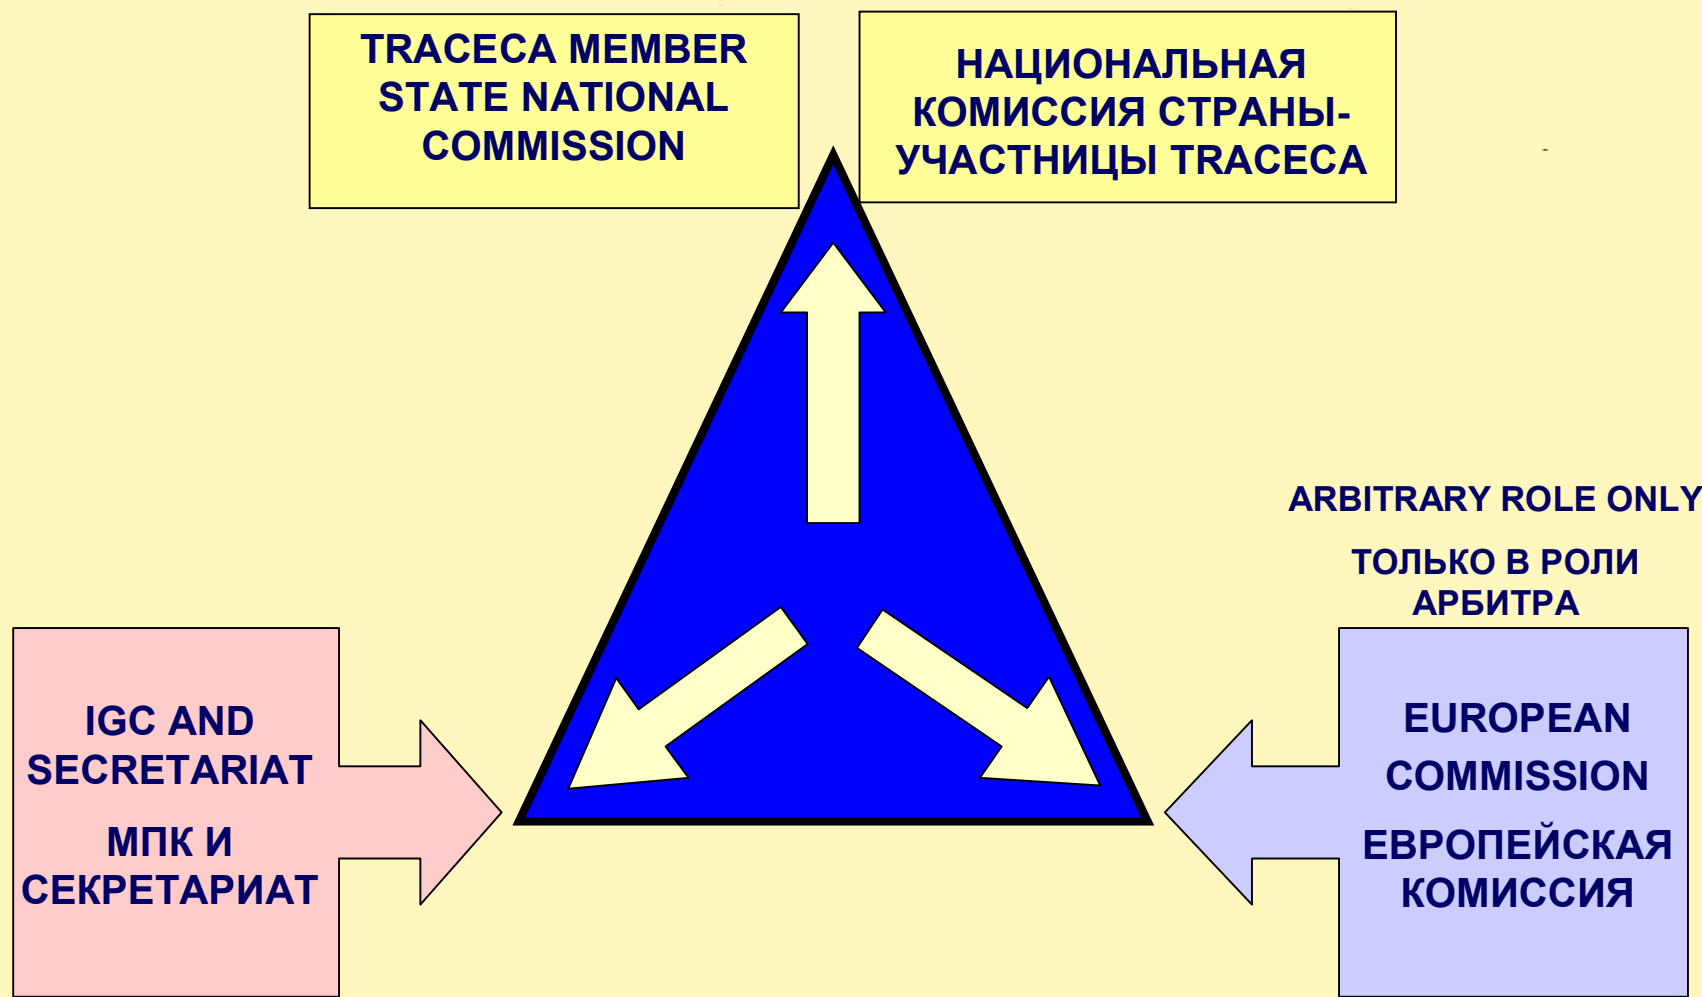 TRACECA MEMBER
STATE NATIONAL
COMMISSION
НАЦИОНАЛЬНАЯ
КОМИССИЯ СТРАНЫ-
УЧАСТНИЦЫ TRACECA
ARBITRARY ROLE ONLY
ТОЛЬКО В РОЛИ
АРБИТРА
IGC AND
SECRETARIAT
МПК И
СЕКРЕТАРИАТ
EUROPEAN
COMMISSION
ЕВРОПЕЙСКАЯ
КОМИССИЯ